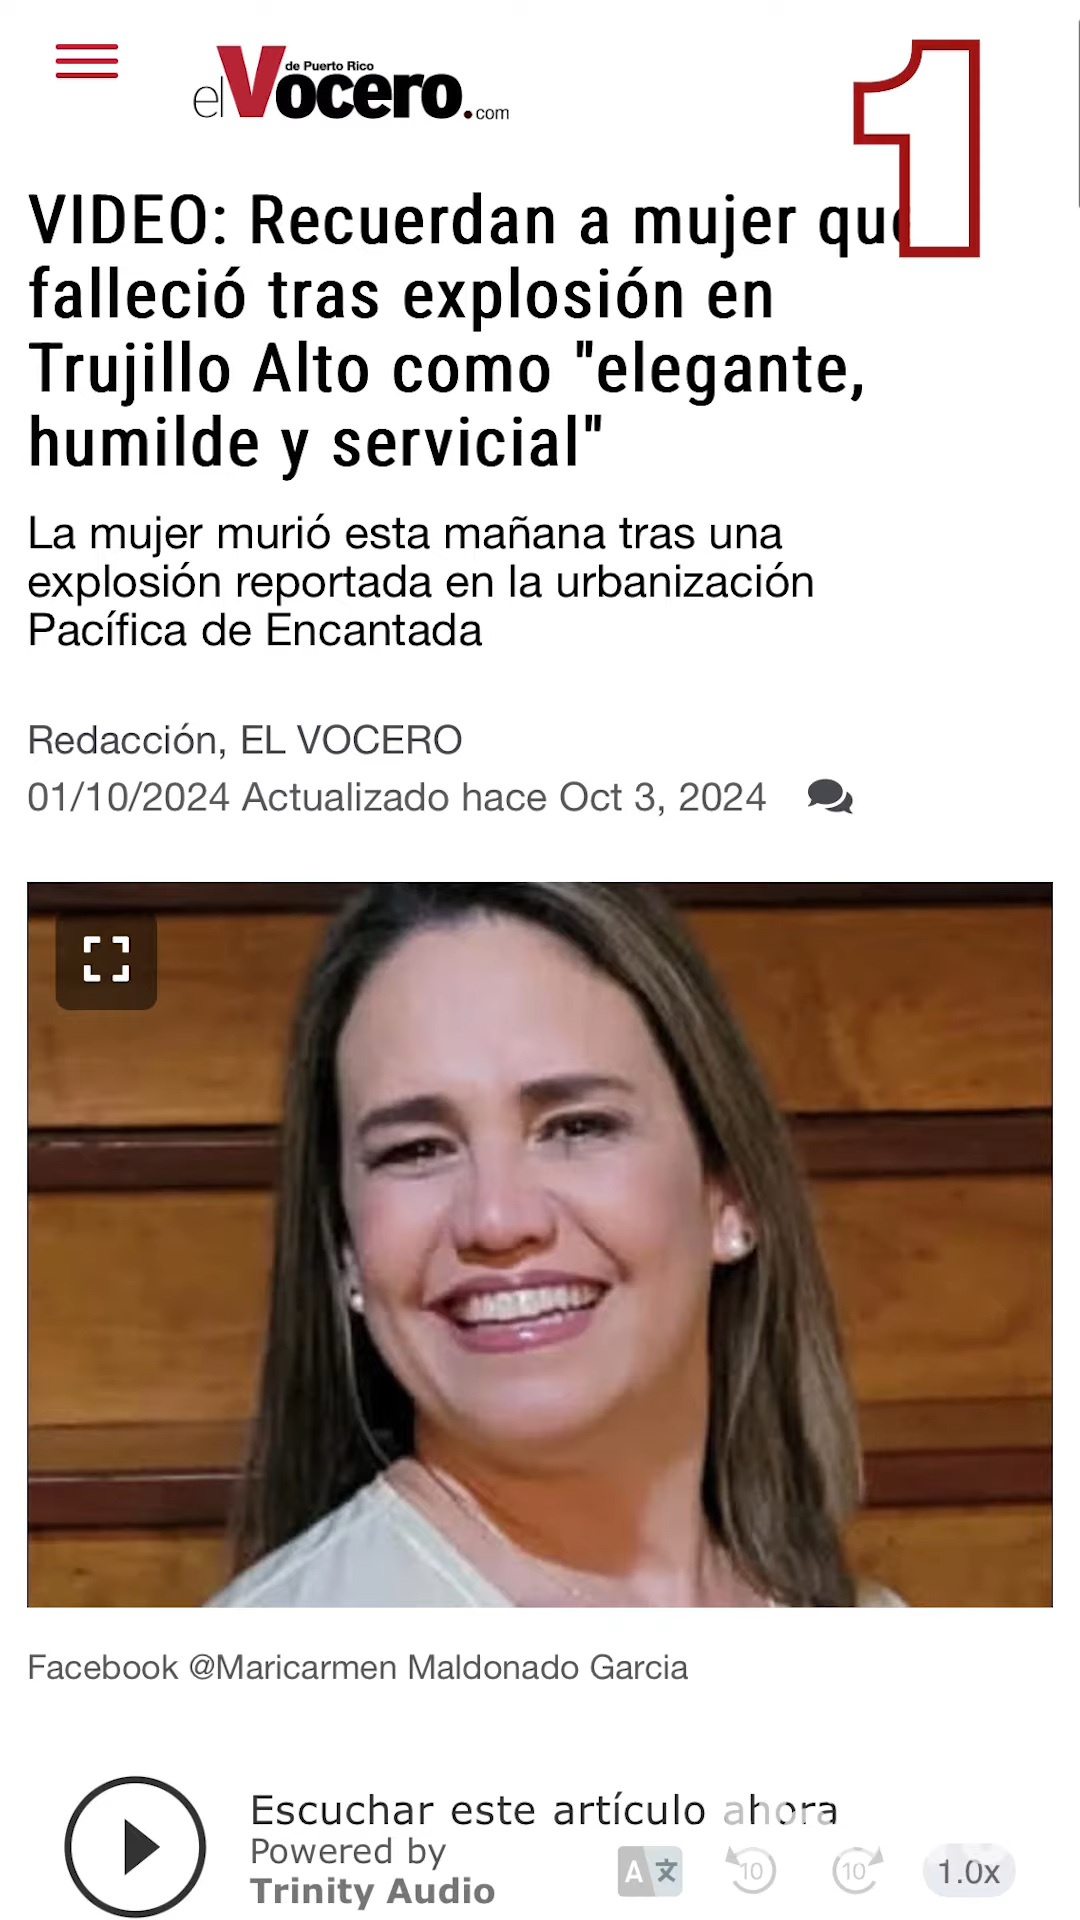 el Vocero.com
de Puerto Rico
1
VIDEO: Recuerdan a mujer que
falleció tras explosión en
Trujillo Alto como "elegante,
humilde y servicial"
La mujer murió esta mañana tras una
explosión reportada en la urbanización
Pacífica de Encantada
Redacción, EL VOCERO
01/10/2024 Actualizado hace Oct 3, 2024
Facebook @Maricarmen Maldonado Garcia
Escuchar este artículo ahora
Powered by
Trinity Audio
A 文 10 10 1.0x